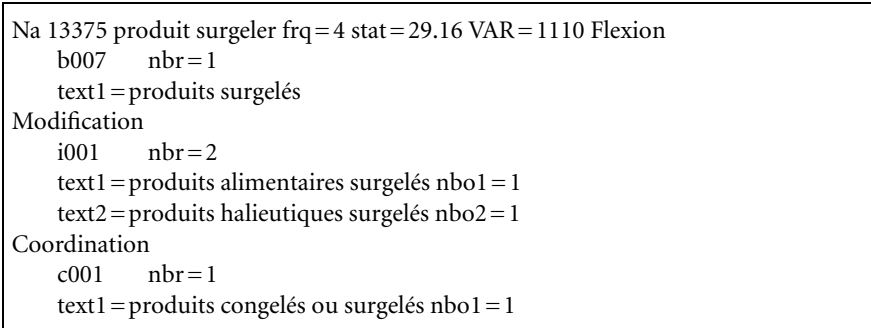 Na 13375 produit surgeler frq=4 stat=29.16 VAR=1110 Flexion
b007 nbr=1
text1=produits surgelés
Modification
i001 nbr=2
text1=produits alimentaires surgelés nbo1=1
text2=produits halieutiques surgelés nbo2=1
Coordination
c001 nbr=1
text1=produits congelés ou surgelés nbo1=1